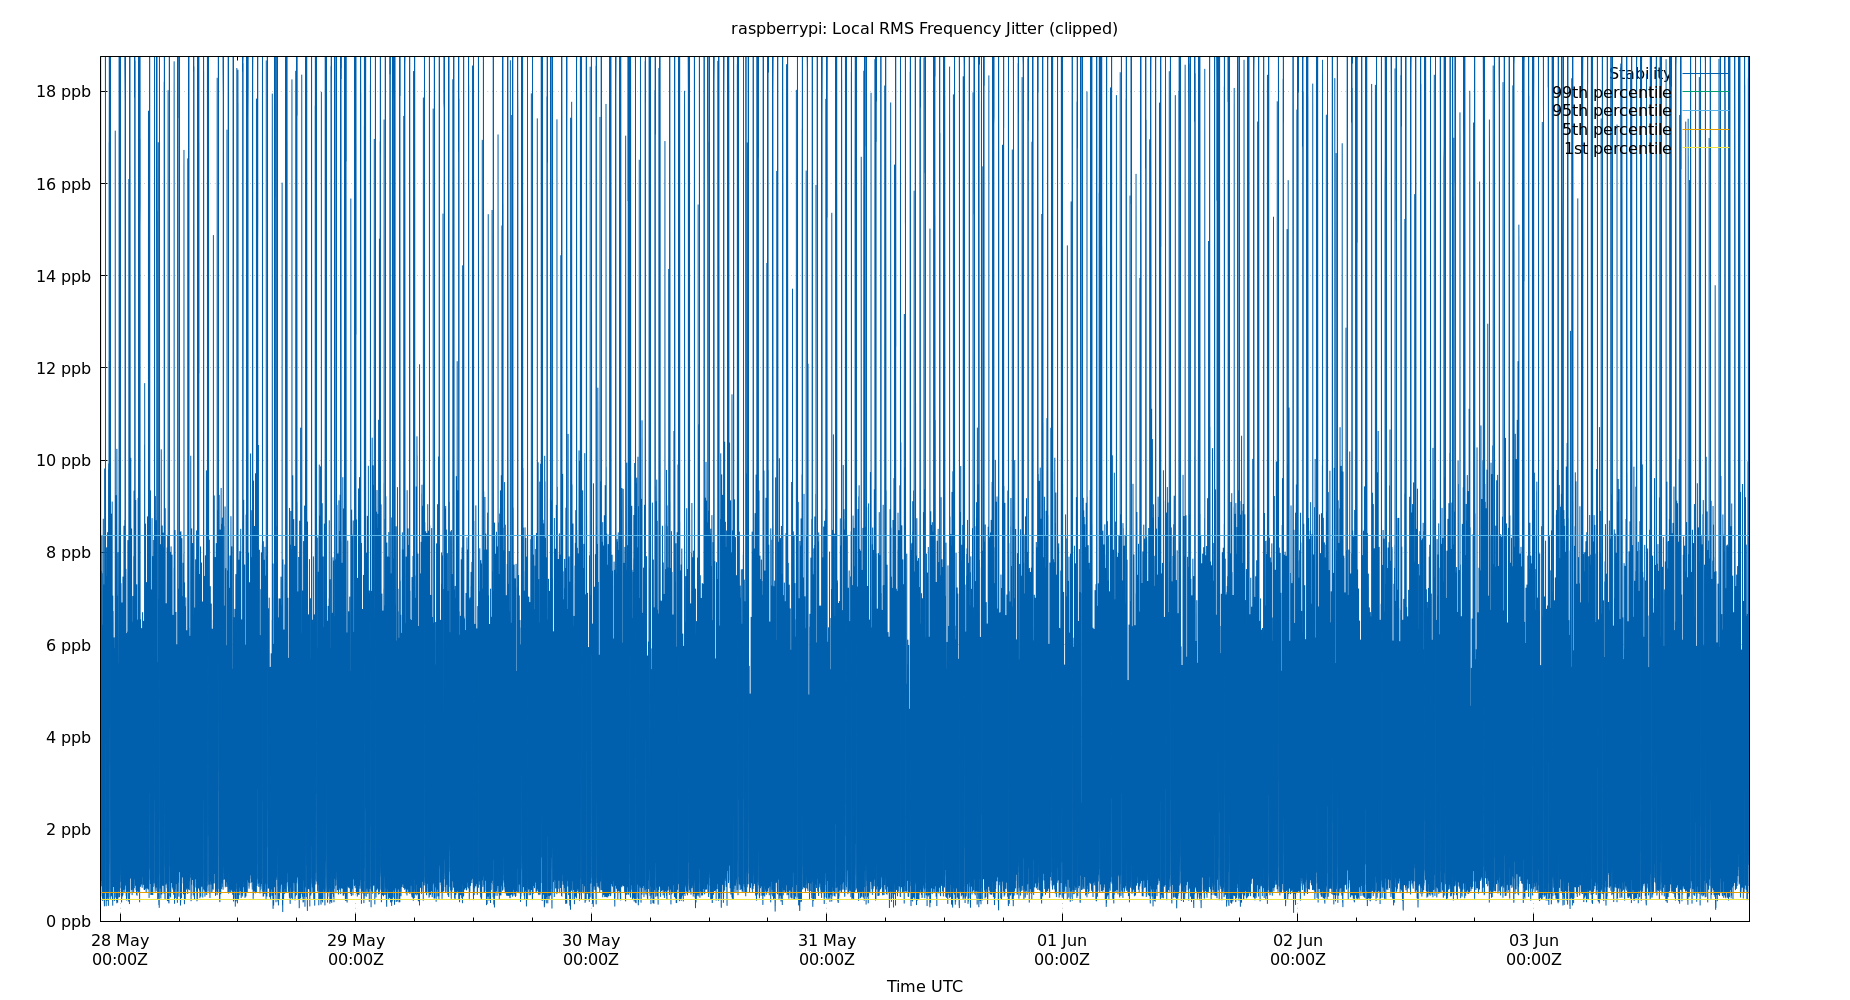 raspberrypi: Local RMS Frequency Jitter (clipped)
Stability
99th percentile
95th percentile
5th percentile
1st percentile
18 ppb
16 ppb
14 ppb
12 ppb
10 ppb
8 ppb
6 ppb
4 ppb
2 ppb
0 ppb
28 May 29 May 30 May 31 May 01 Jun 02 Jun 03 Jun
00:00Z 00:00Z 00:00Z 00:00Z 00:00Z 00:00Z 00:00Z
Time UTC